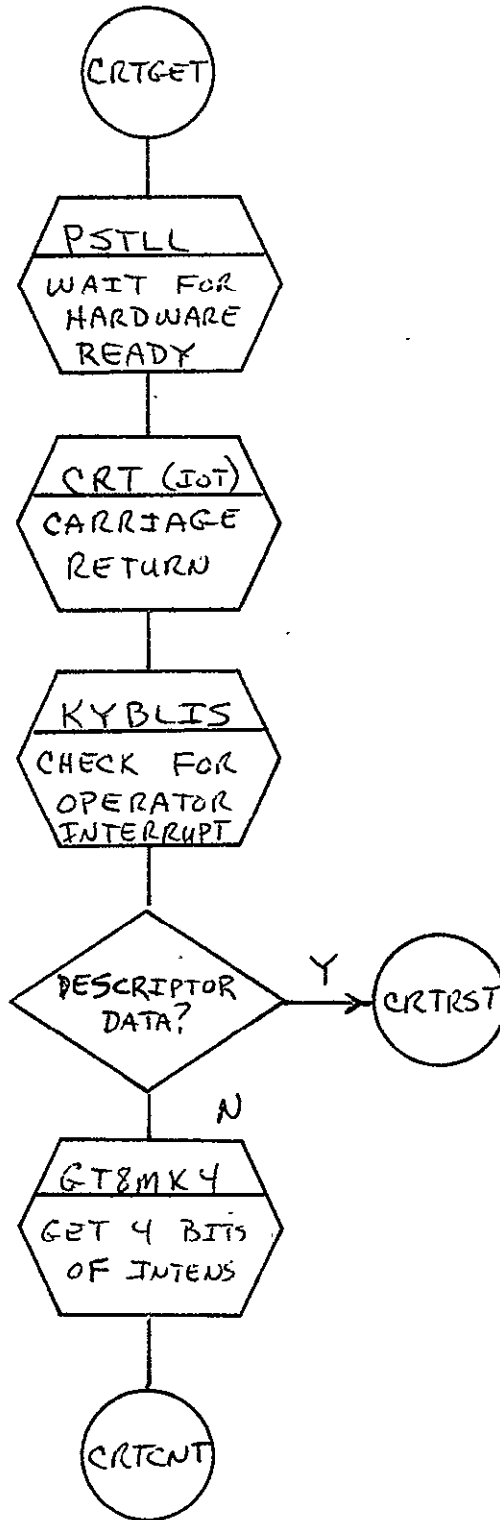 CRTGET
PSTLL
WAIT FOR
HARDWARE
READY
CRT (IOT)
CARRIAGE
RETURN
KYBLIS
CHECK FOR
OPERATOR
INTERRUPT
DESCRIPTOR
DATA?
Y
CRTRST
N
GT8MK4
GET 4 BITS
OF INTENS
CRTCNT